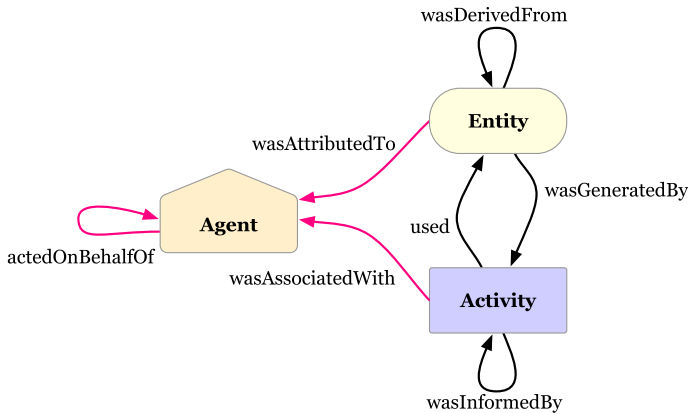 wasDerivedFrom
Entity
wasAttributedTo
wasGeneratedBy
Agent
used
actedOnBehalfOf
wasAssociatedWith
Activity
wasInformedBy